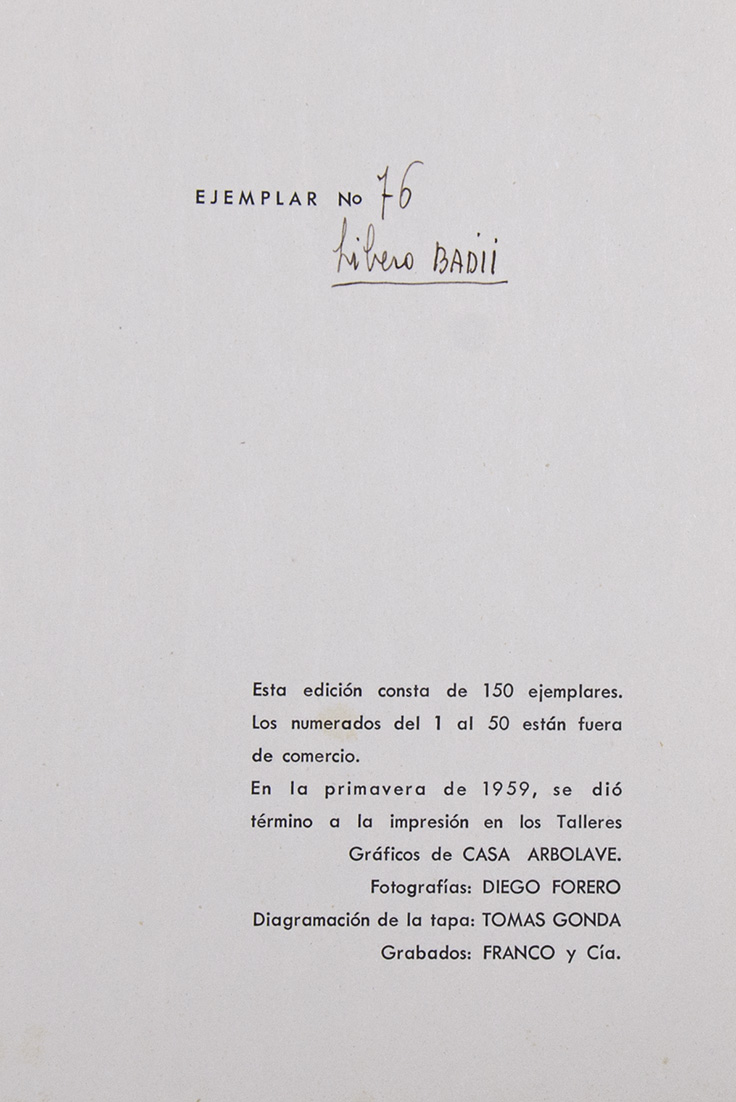 EJEMPLAR No 76
Libero BADii
Esta edición consta de 150 ejemplares.
Los numerados del 1 al 50 están fuera
de comercio.
En la primavera de 1959, se dió
término a la impresión en los Talleres
Gráficos de CASA ARBOLAVE.
Fotografías: DIEGO FORERO
Diagramación de la tapa: TOMAS GONDA
Grabados: FRANCO y Cía.